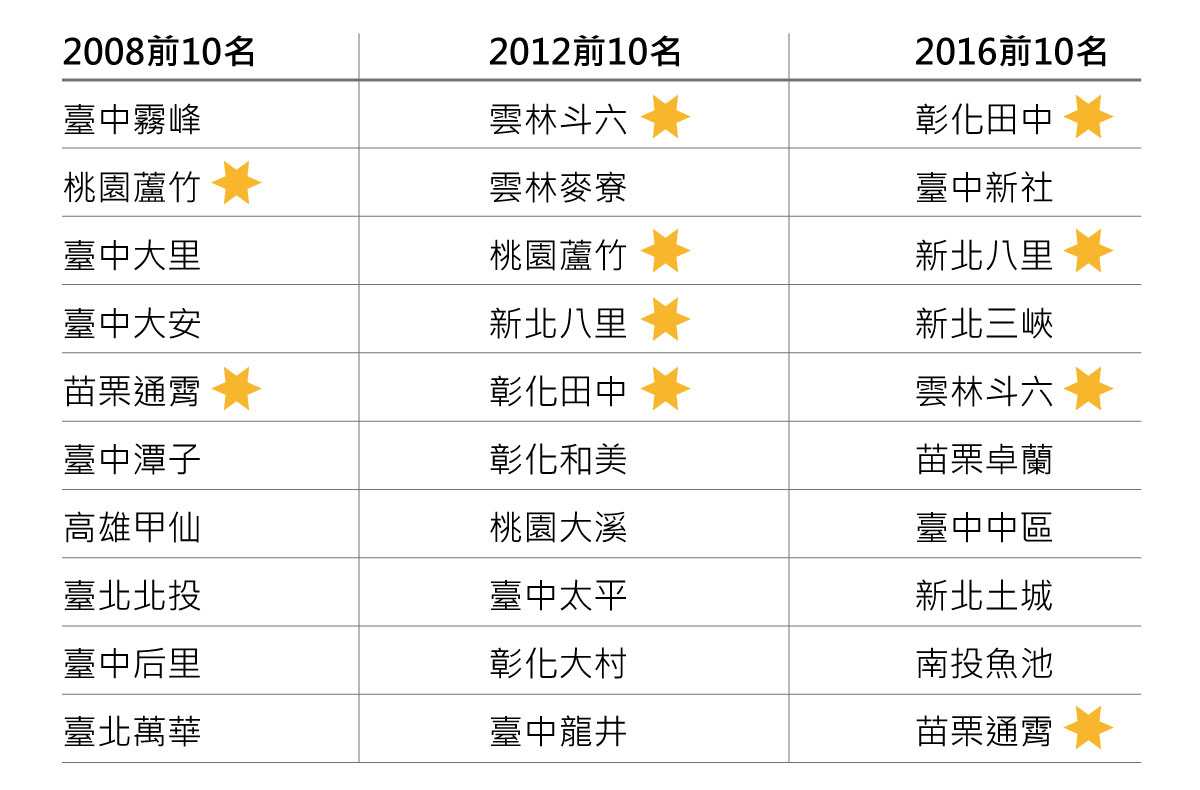 2008前10名 2012前10名 2016前10名
臺中霧峰 雲林斗六 彰化田中
桃園蘆竹 雲林麥寮 臺中新社
臺中大里 桃園蘆竹 新北八里
臺中大安 新北八里 新北三峽
苗栗通霄 彰化田中 雲林斗六
臺中潭子 彰化和美 苗栗卓蘭
高雄甲仙 桃園大溪 臺中中區
臺北北投 臺中太平 新北土城
臺中后里 彰化大村 南投魚池
臺北萬華 臺中龍井 苗栗通霄